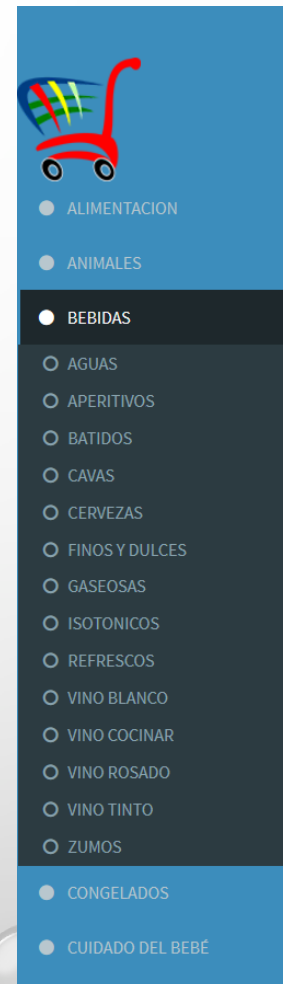 ALIMENTACION
ANIMALES
BEBIDAS
AGUAS
APERITIVOS
BATIDOS
CAVAS
CERVEZAS
FINOS Y DULCES
GASEOSAS
ISOTONICOS
REFRESCOS
VINO BLANCO
VINO COCINAR
VINO ROSADO
VINO TINTO
ZUMOS
CONGELADOS
CUIDADO DEL BEBÉ